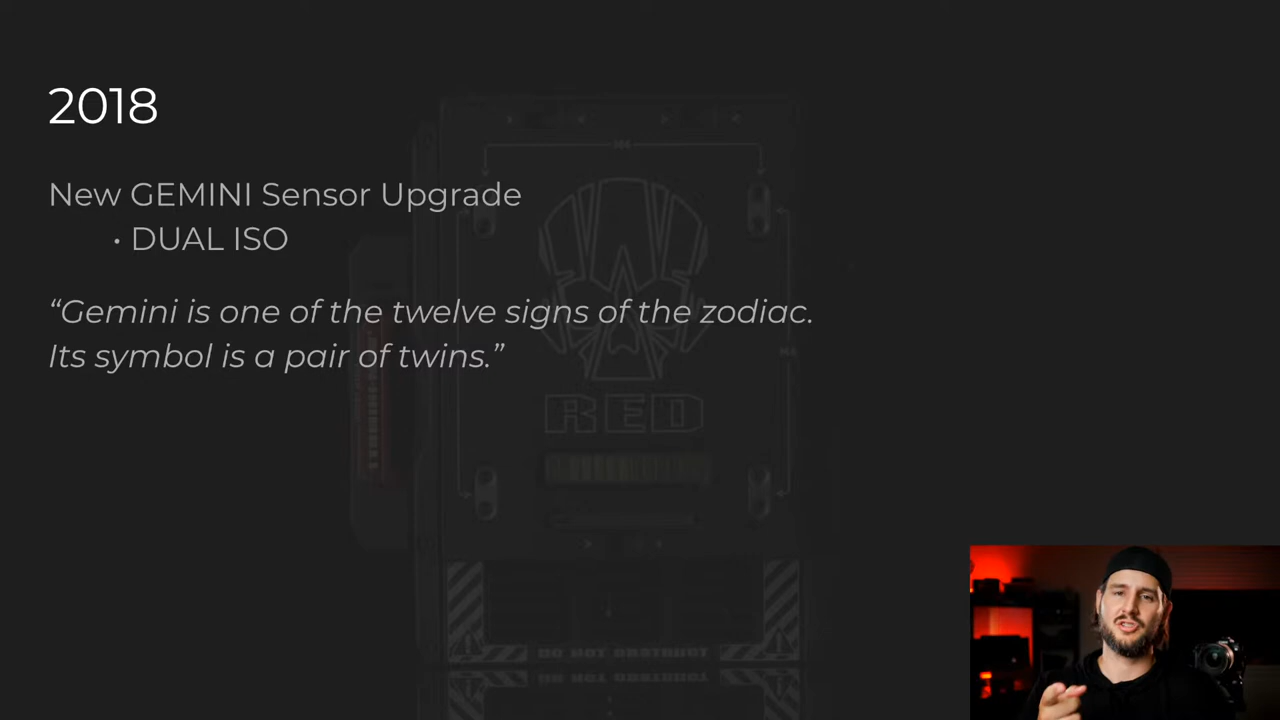 2018
New GEMINI Sensor Upgrade
• DUAL ISO
“Gemini is one of the twelve signs of the zodiac.
Its symbol is a pair of twins.”
RED
DO NOT OBSTRUCT